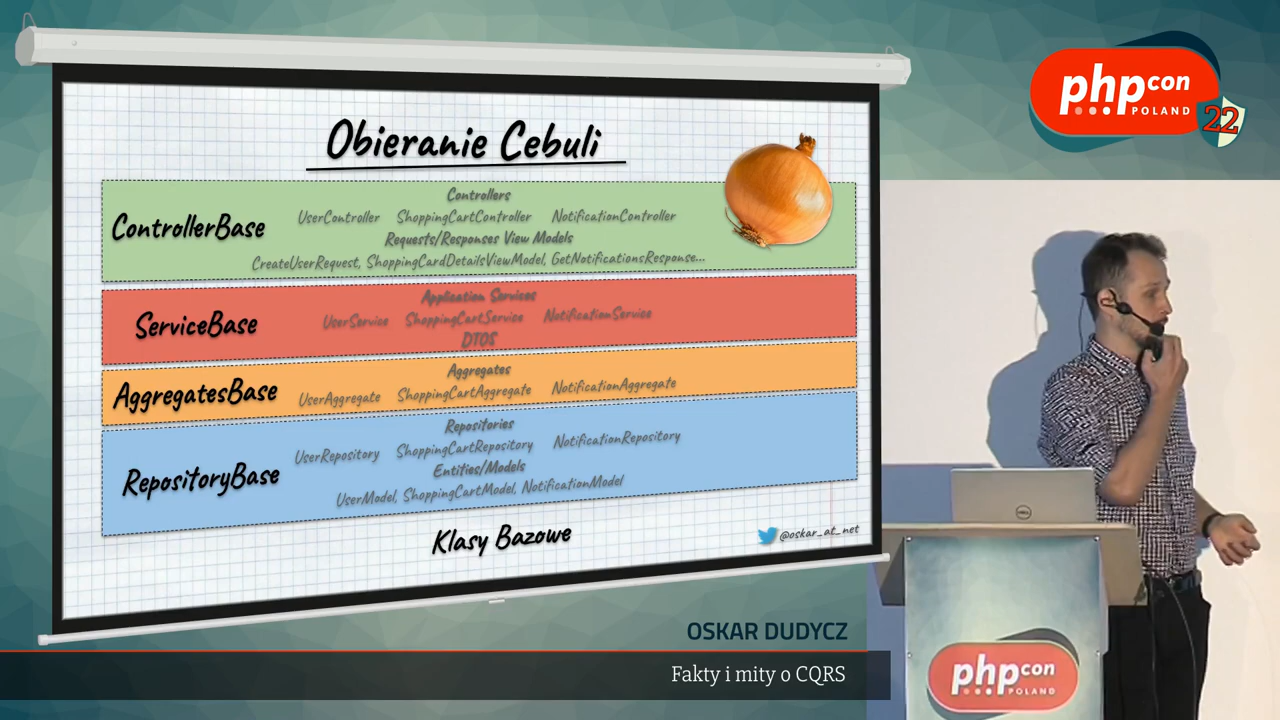 Obieranie Cebuli
ControllerBase
Controllers
UserController ShoppingCartController NotificationController
Requests/Responses View Models
CreateUserRequest, ShoppingCardDetailsViewModel, GetNotificationsResponse...
ServiceBase
Application Services
UserService ShoppingCartService NotificationService
DTOS
AggregatesBase
Aggregates
UserAggregate ShoppingCartAggregate NotificationAggregate
RepositoryBase
Repositories
UserRepository ShoppingCartRepository NotificationRepository
Entities/Models
UserModel, ShoppingCartModel, NotificationModel
Klasy Bazowe
@oskar_at_net
OSKAR DUDYCZ
Fakty i mity o CQRS
phpcon
POLAND
22
DELL
phpcon
POLAND